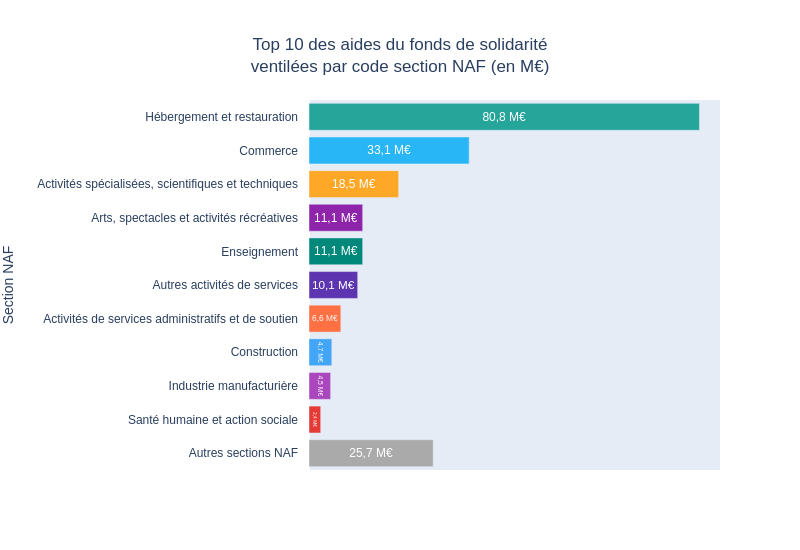 Top 10 des aides du fonds de solidarité
ventilées par code section NAF (en M€)
Section NAF
Hébergement et restauration 80,8 M€
Commerce 33,1 M€
Activités spécialisées, scientifiques et techniques 18,5 M€
Arts, spectacles et activités récréatives 11,1 M€
Enseignement 11,1 M€
Autres activités de services 10,1 M€
Activités de services administratifs et de soutien 6,6 M€
Construction 4,7 M€
Industrie manufacturière 4,5 M€
Santé humaine et action sociale 2,4 M€
Autres sections NAF 25,7 M€